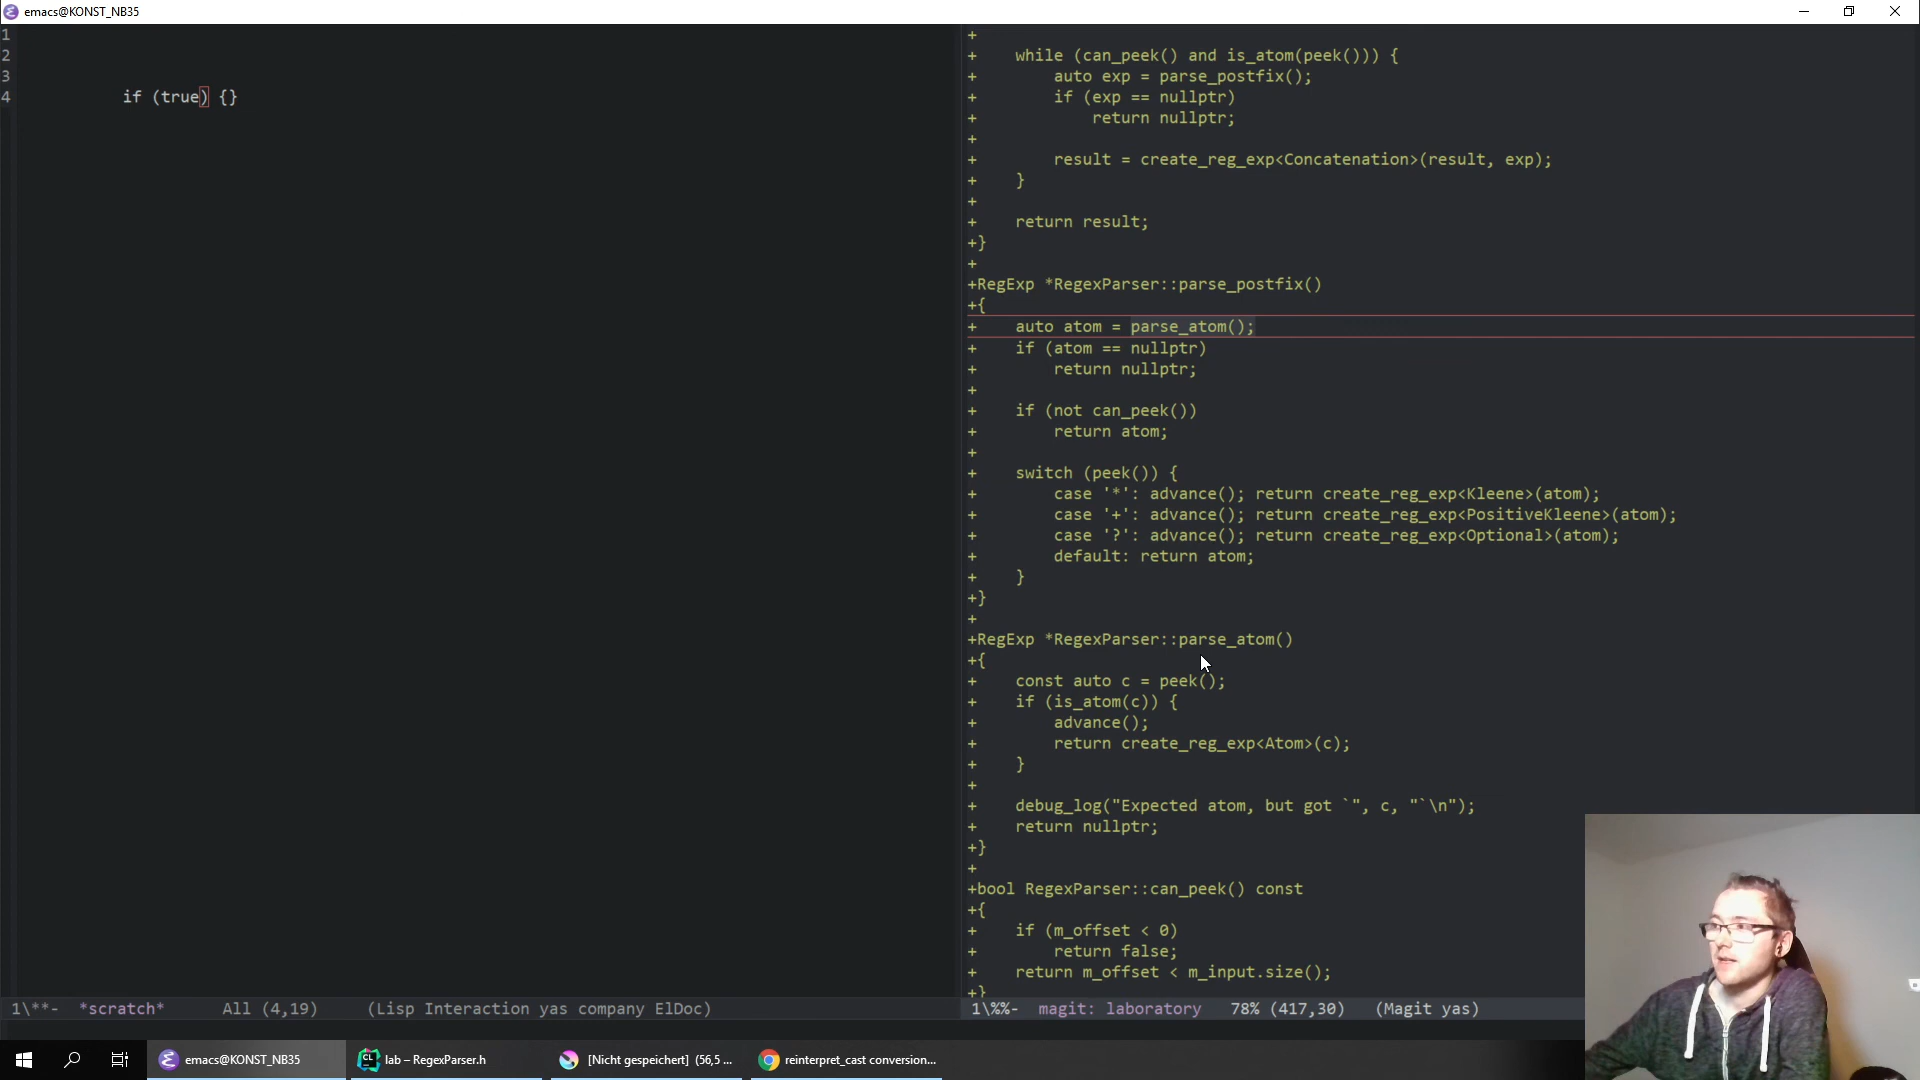 emacs@KONST_NB35
1
2
3
4 if (true) {}
+
+ while (can_peek() and is_atom(peek())) {
+ auto exp = parse_postfix();
+ if (exp == nullptr)
+ return nullptr;
+
+ result = create_reg_exp<Concatenation>(result, exp);
+ }
+
+ return result;
+}
+
+RegExp *RegexParser::parse_postfix()
+{
+ auto atom = parse_atom();
+ if (atom == nullptr)
+ return nullptr;
+
+ if (not can_peek())
+ return atom;
+
+ switch (peek()) {
+ case '*': advance(); return create_reg_exp<Kleene>(atom);
+ case '+': advance(); return create_reg_exp<PositiveKleene>(atom);
+ case '?': advance(); return create_reg_exp<Optional>(atom);
+ default: return atom;
+ }
+}
+
+RegExp *RegexParser::parse_atom()
+{
+ const auto c = peek();
+ if (is_atom(c)) {
+ advance();
+ return create_reg_exp<Atom>(c);
+ }
+
+ debug_log("Expected atom, but got `", c, "`\n");
+ return nullptr;
+}
+
+bool RegexParser::can_peek() const
+{
+ if (m_offset < 0)
+ return false;
+ return m_offset < m_input.size();
+}
1\**- *scratch* All (4,19) (Lisp Interaction yas company ElDoc)
1\%%- magit: laboratory 78% (417,30) (Magit yas)
emacs@KONST_NB35
CL
lab – RegexParser.h
[Nicht gespeichert] (56,5 ...
reinterpret_cast conversion...